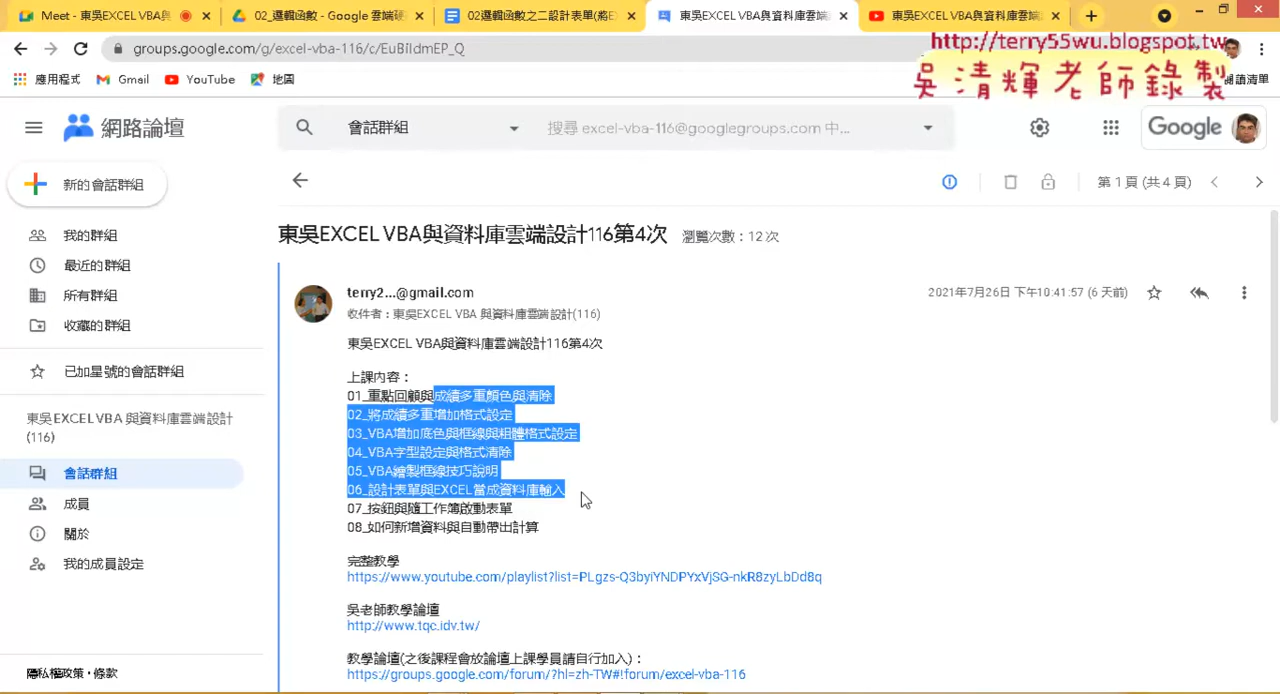 Meet - 東吳EXCEL VBA與
02_邏輯函數 - Google 雲端硬
02邏輯函數之二設計表單(將E
東吳EXCEL VBA與資料庫雲端
東吳EXCEL VBA與資料庫雲端
groups.google.com/g/excel-vba-116/c/EuBiIdmEP_Q
http://terry55wu.blogspot.tw
吳清輝老師錄製
應用程式
Gmail
YouTube
地圖
閱讀清單
網路論壇
會話群組
搜尋 excel-vba-116@googlegroups.com 中...
Google
新的會話群組
第 1 頁 (共 4 頁)
我的群組
最近的群組
所有群組
收藏的群組
已加星號的會話群組
東吳EXCEL VBA 與資料庫雲端設計
(116)
會話群組
成員
關於
我的成員設定
隱私權政策 • 條款
東吳EXCEL VBA與資料庫雲端設計116第4次
瀏覽次數：12 次
terry2...@gmail.com
2021年7月26日 下午10:41:57 (6 天前)
收件者：東吳EXCEL VBA 與資料庫雲端設計(116)
東吳EXCEL VBA與資料庫雲端設計116第4次
上課內容：
01_重點回顧與成績多重顏色與清除
02_將成績多重增加格式設定
03_VBA增加底色與框線與粗體格式設定
04_VBA字型設定與格式清除
05_VBA繪製框線技巧說明
06_設計表單與EXCEL當成資料庫輸入
07_按鈕與隨工作簿啟動表單
08_如何新增資料與自動帶出計算
完整教學
https://www.youtube.com/playlist?list=PLgzs-Q3byiYNDPYxVjSG-nkR8zyLbDd8q
吳老師教學論壇
http://www.tqc.idv.tw/
教學論壇(之後課程會放論壇上課學員請自行加入)：
https://groups.google.com/forum/?hl=zh-TW#!forum/excel-vba-116